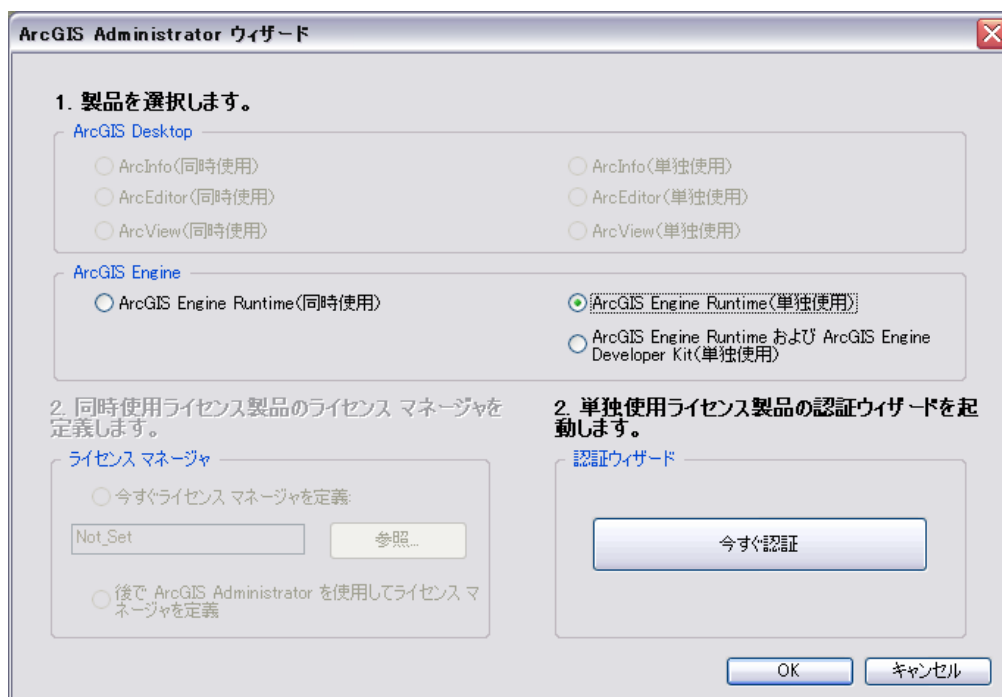 ArcGIS Administrator ウィザード
1. 製品を選択します。
ArcGIS Desktop
ArcInfo(同時使用)
ArcInfo(単独使用)
ArcEditor(同時使用)
ArcEditor(単独使用)
ArcView(同時使用)
ArcView(単独使用)
ArcGIS Engine
ArcGIS Engine Runtime(同時使用)
ArcGIS Engine Runtime(単独使用)
ArcGIS Engine Runtime および ArcGIS Engine
Developer Kit(単独使用)
2. 同時使用ライセンス製品のライセンス マネージャを
定義します。
ライセンス マネージャ
今すぐライセンス マネージャを定義:
Not_Set
参照...
後で ArcGIS Administrator を使用してライセンス マ
ネージャを定義
2. 単独使用ライセンス製品の認証ウィザードを起
動します。
認証ウィザード
今すぐ認証
OK
キャンセル